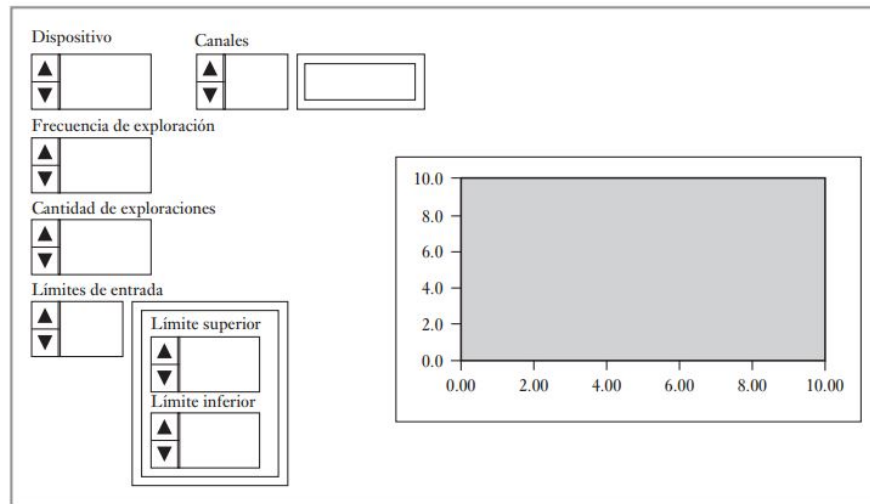 Dispositivo
Canales
Frecuencia de exploración
Cantidad de exploraciones
Límites de entrada
Límite superior
Límite inferior
10.0
8.0
6.0
4.0
2.0
0.0
0.00 2.00 4.00 6.00 8.00 10.00